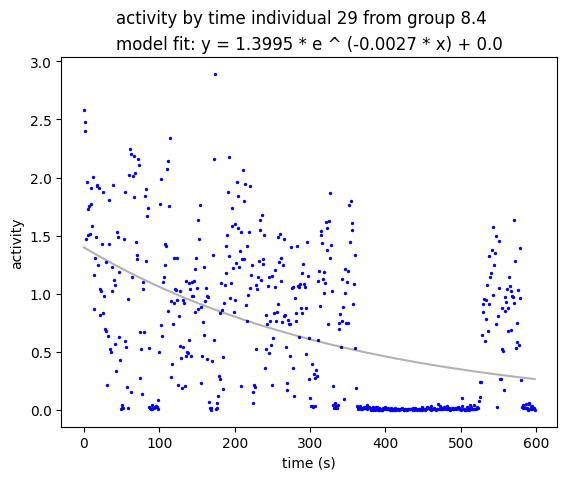 activity by time individual 29 from group 8.4
model fit: y = 1.3995 * e ^ (-0.0027 * x) + 0.0
3.0
2.5
2.0
1.5
1.0
0.5
0.0
activity
0 100 200 300 400 500 600
time (s)